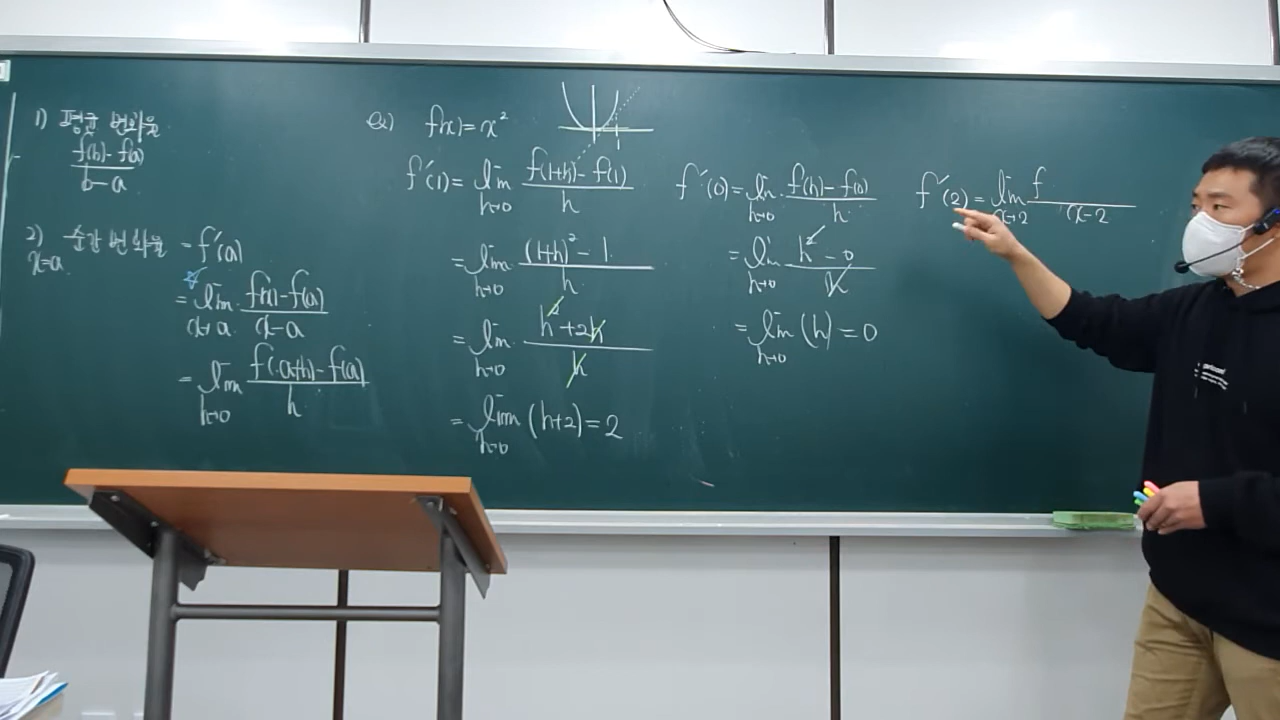 1) 평균 변화율
f(b)-f(a)
b-a
2) 순간 변화율 = f'(a)
x=a
= lim f(x)-f(a)
x→a x-a
= lim f(a+h)-f(a)
h→0 h
Ex) f(x)=x²
f'(1)= lim f(1+h)-f(1)
h→0 h
= lim (1+h)²-1
h→0 h
= lim h²+2h
h→0 h
= lim (h+2)=2
h→0
f'(0)= lim f(h)-f(0)
h→0 h
= lim h²-0
h→0 h
= lim (h)=0
h→0
f'(2)= lim f
x→2 x-2